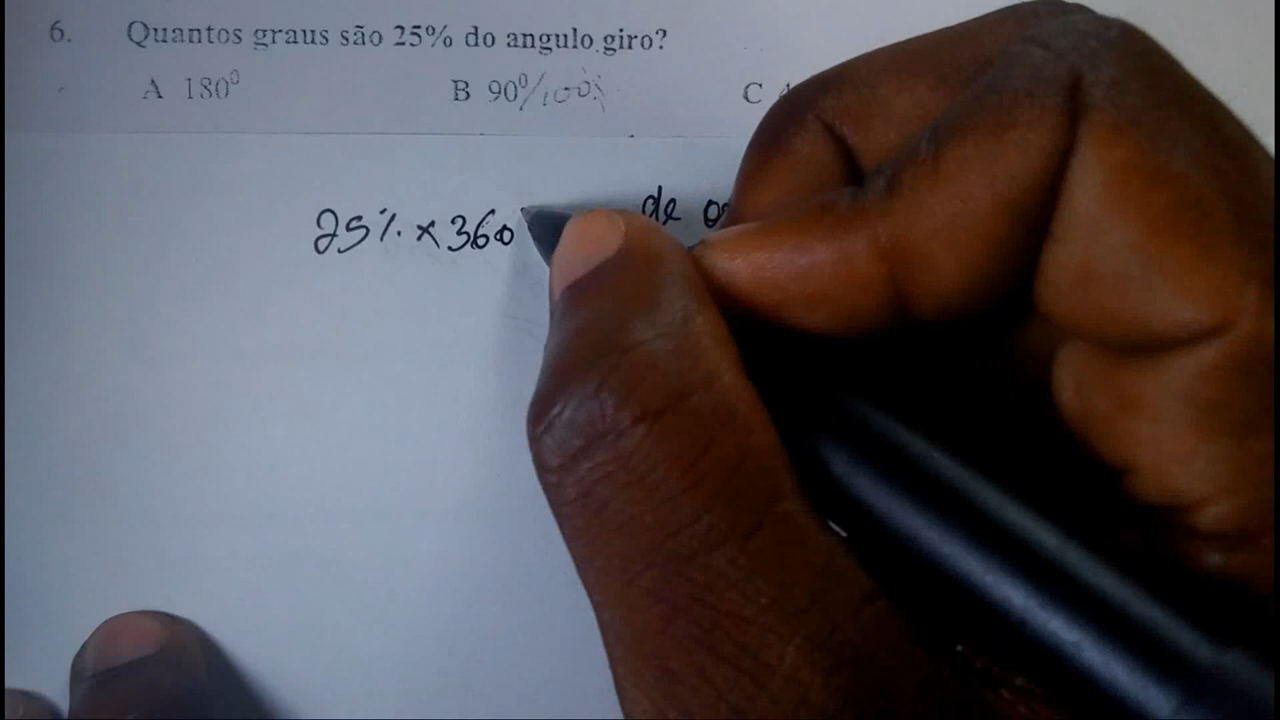 6. Quantos graus são 25% do angulo giro?
A 180⁰ B 90⁰/100% C
de
25% × 360